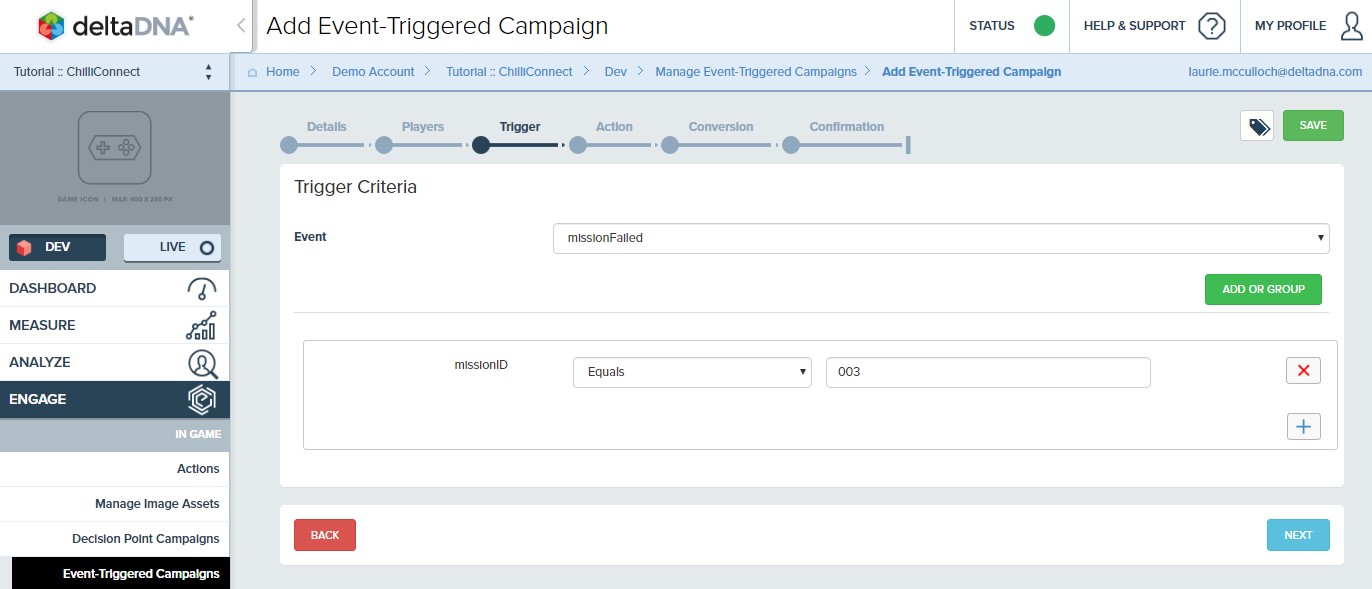 deltaDNA®
Add Event-Triggered Campaign
STATUS
HELP & SUPPORT ?
MY PROFILE
Tutorial :: ChilliConnect
Home > Demo Account > Tutorial :: ChilliConnect > Dev > Manage Event-Triggered Campaigns > Add Event-Triggered Campaign
laurie.mcculloch@deltadna.com
Details Players Trigger Action Conversion Confirmation
SAVE
GAME ICON | MAX: 400 X 250 PX
DEV LIVE
DASHBOARD
MEASURE
ANALYZE
ENGAGE
IN GAME
Actions
Manage Image Assets
Decision Point Campaigns
Event-Triggered Campaigns
Trigger Criteria
Event missionFailed
ADD OR GROUP
missionID Equals 003
BACK NEXT